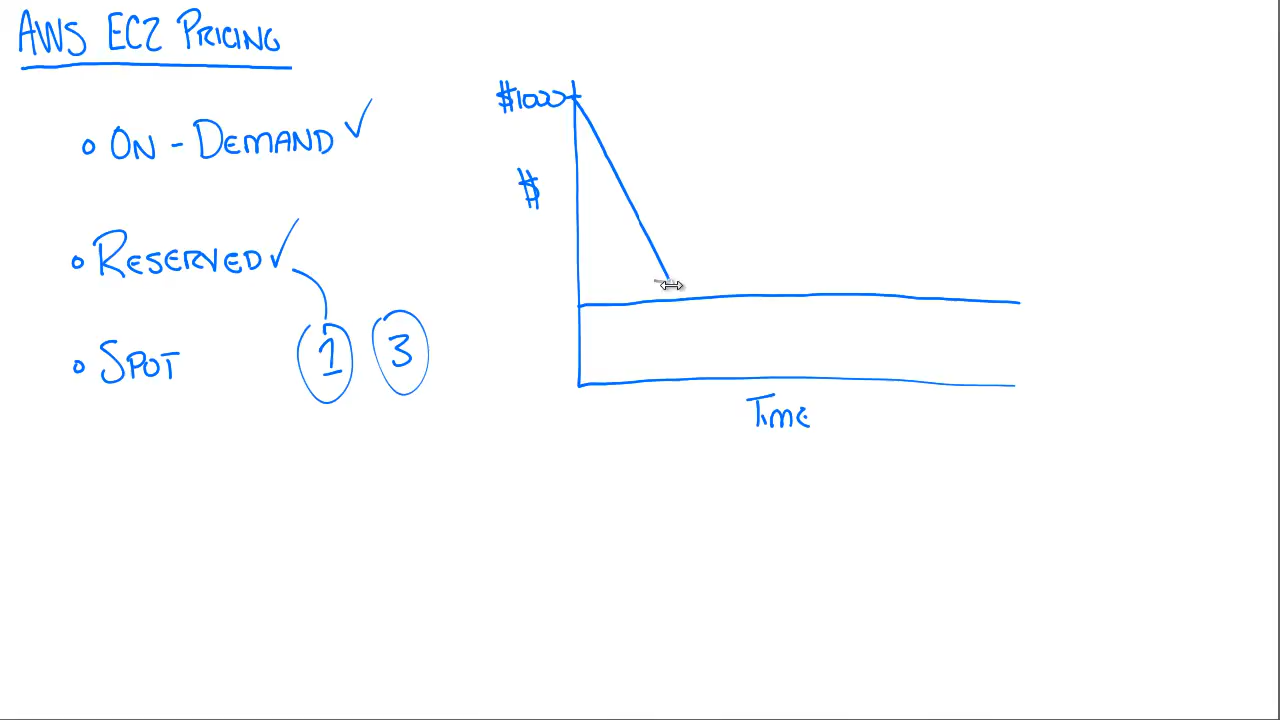 AWS EC2 PRICING
• ON-DEMAND ✓
• RESERVED ✓
• SPOT
1 3
$1000
$
TIME